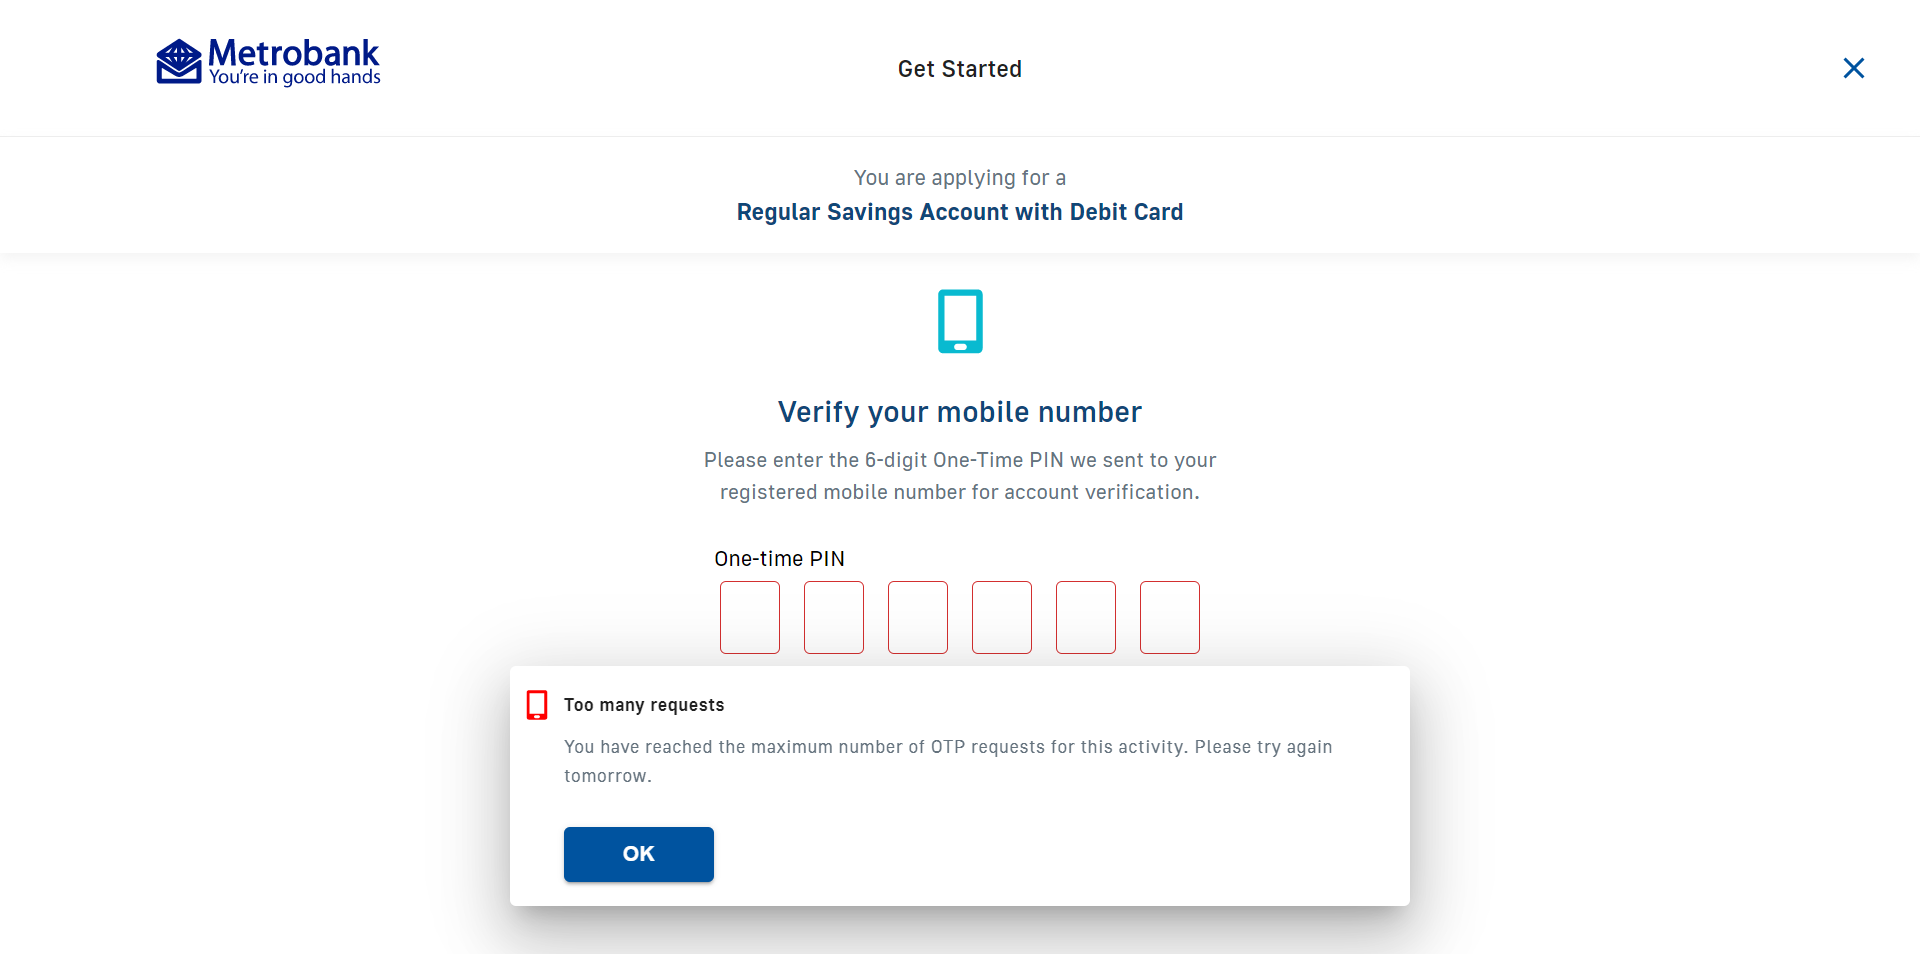 Metrobank
You're in good hands
Get Started
You are applying for a
Regular Savings Account with Debit Card
Verify your mobile number
Please enter the 6-digit One-Time PIN we sent to your
registered mobile number for account verification.
One-time PIN
Too many requests
You have reached the maximum number of OTP requests for this activity. Please try again
tomorrow.
OK